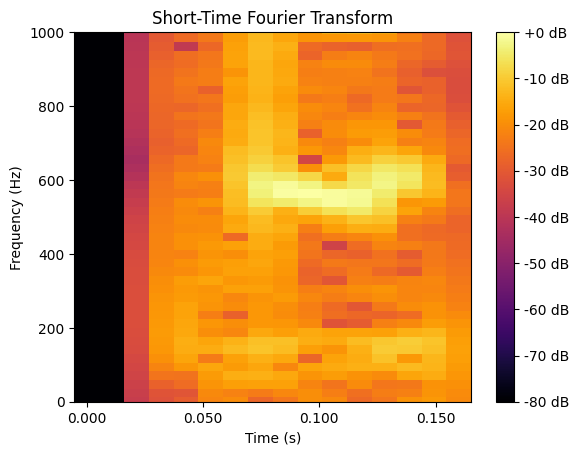 Short-Time Fourier Transform
1000
800
600
400
200
0
Frequency (Hz)
0.000
0.050
0.100
0.150
Time (s)
+0 dB
-10 dB
-20 dB
-30 dB
-40 dB
-50 dB
-60 dB
-70 dB
-80 dB